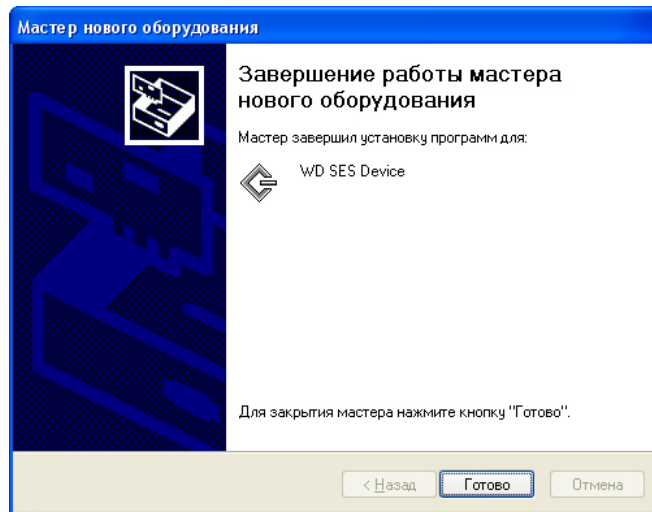 Мастер нового оборудования
Завершение работы мастера
нового оборудования
Мастер завершил установку программ для:
WD SES Device
Для закрытия мастера нажмите кнопку "Готово".
< Назад
Готово
Отмена